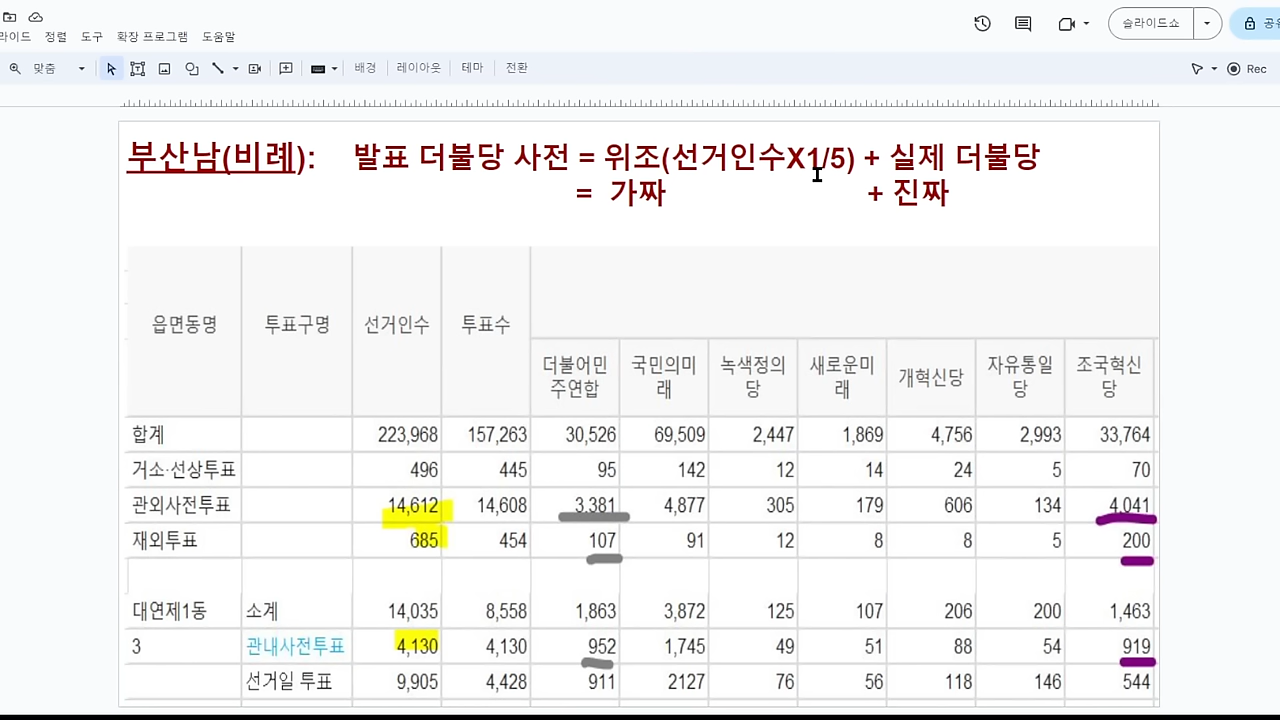 라이드 정렬 도구 확장 프로그램 도움말
슬라이드쇼
맞춤 배경 레이아웃 테마 전환 Rec
부산남(비례): 발표 더불당 사전 = 위조(선거인수X1/5) + 실제 더불당
= 가짜 + 진짜
읍면동명 투표구명 선거인수 투표수
더불어민주연합 국민의미래 녹색정의당 새로운미래 개혁신당 자유통일당 조국혁신당
합계 223,968 157,263 30,526 69,509 2,447 1,869 4,756 2,993 33,764
거소·선상투표 496 445 95 142 12 14 24 5 70
관외사전투표 14,612 14,608 3,381 4,877 305 179 606 134 4,041
재외투표 685 454 107 91 12 8 8 5 200
대연제1동 소계 14,035 8,558 1,863 3,872 125 107 206 200 1,463
3 관내사전투표 4,130 4,130 952 1,745 49 51 88 54 919
선거일 투표 9,905 4,428 911 2127 76 56 118 146 544